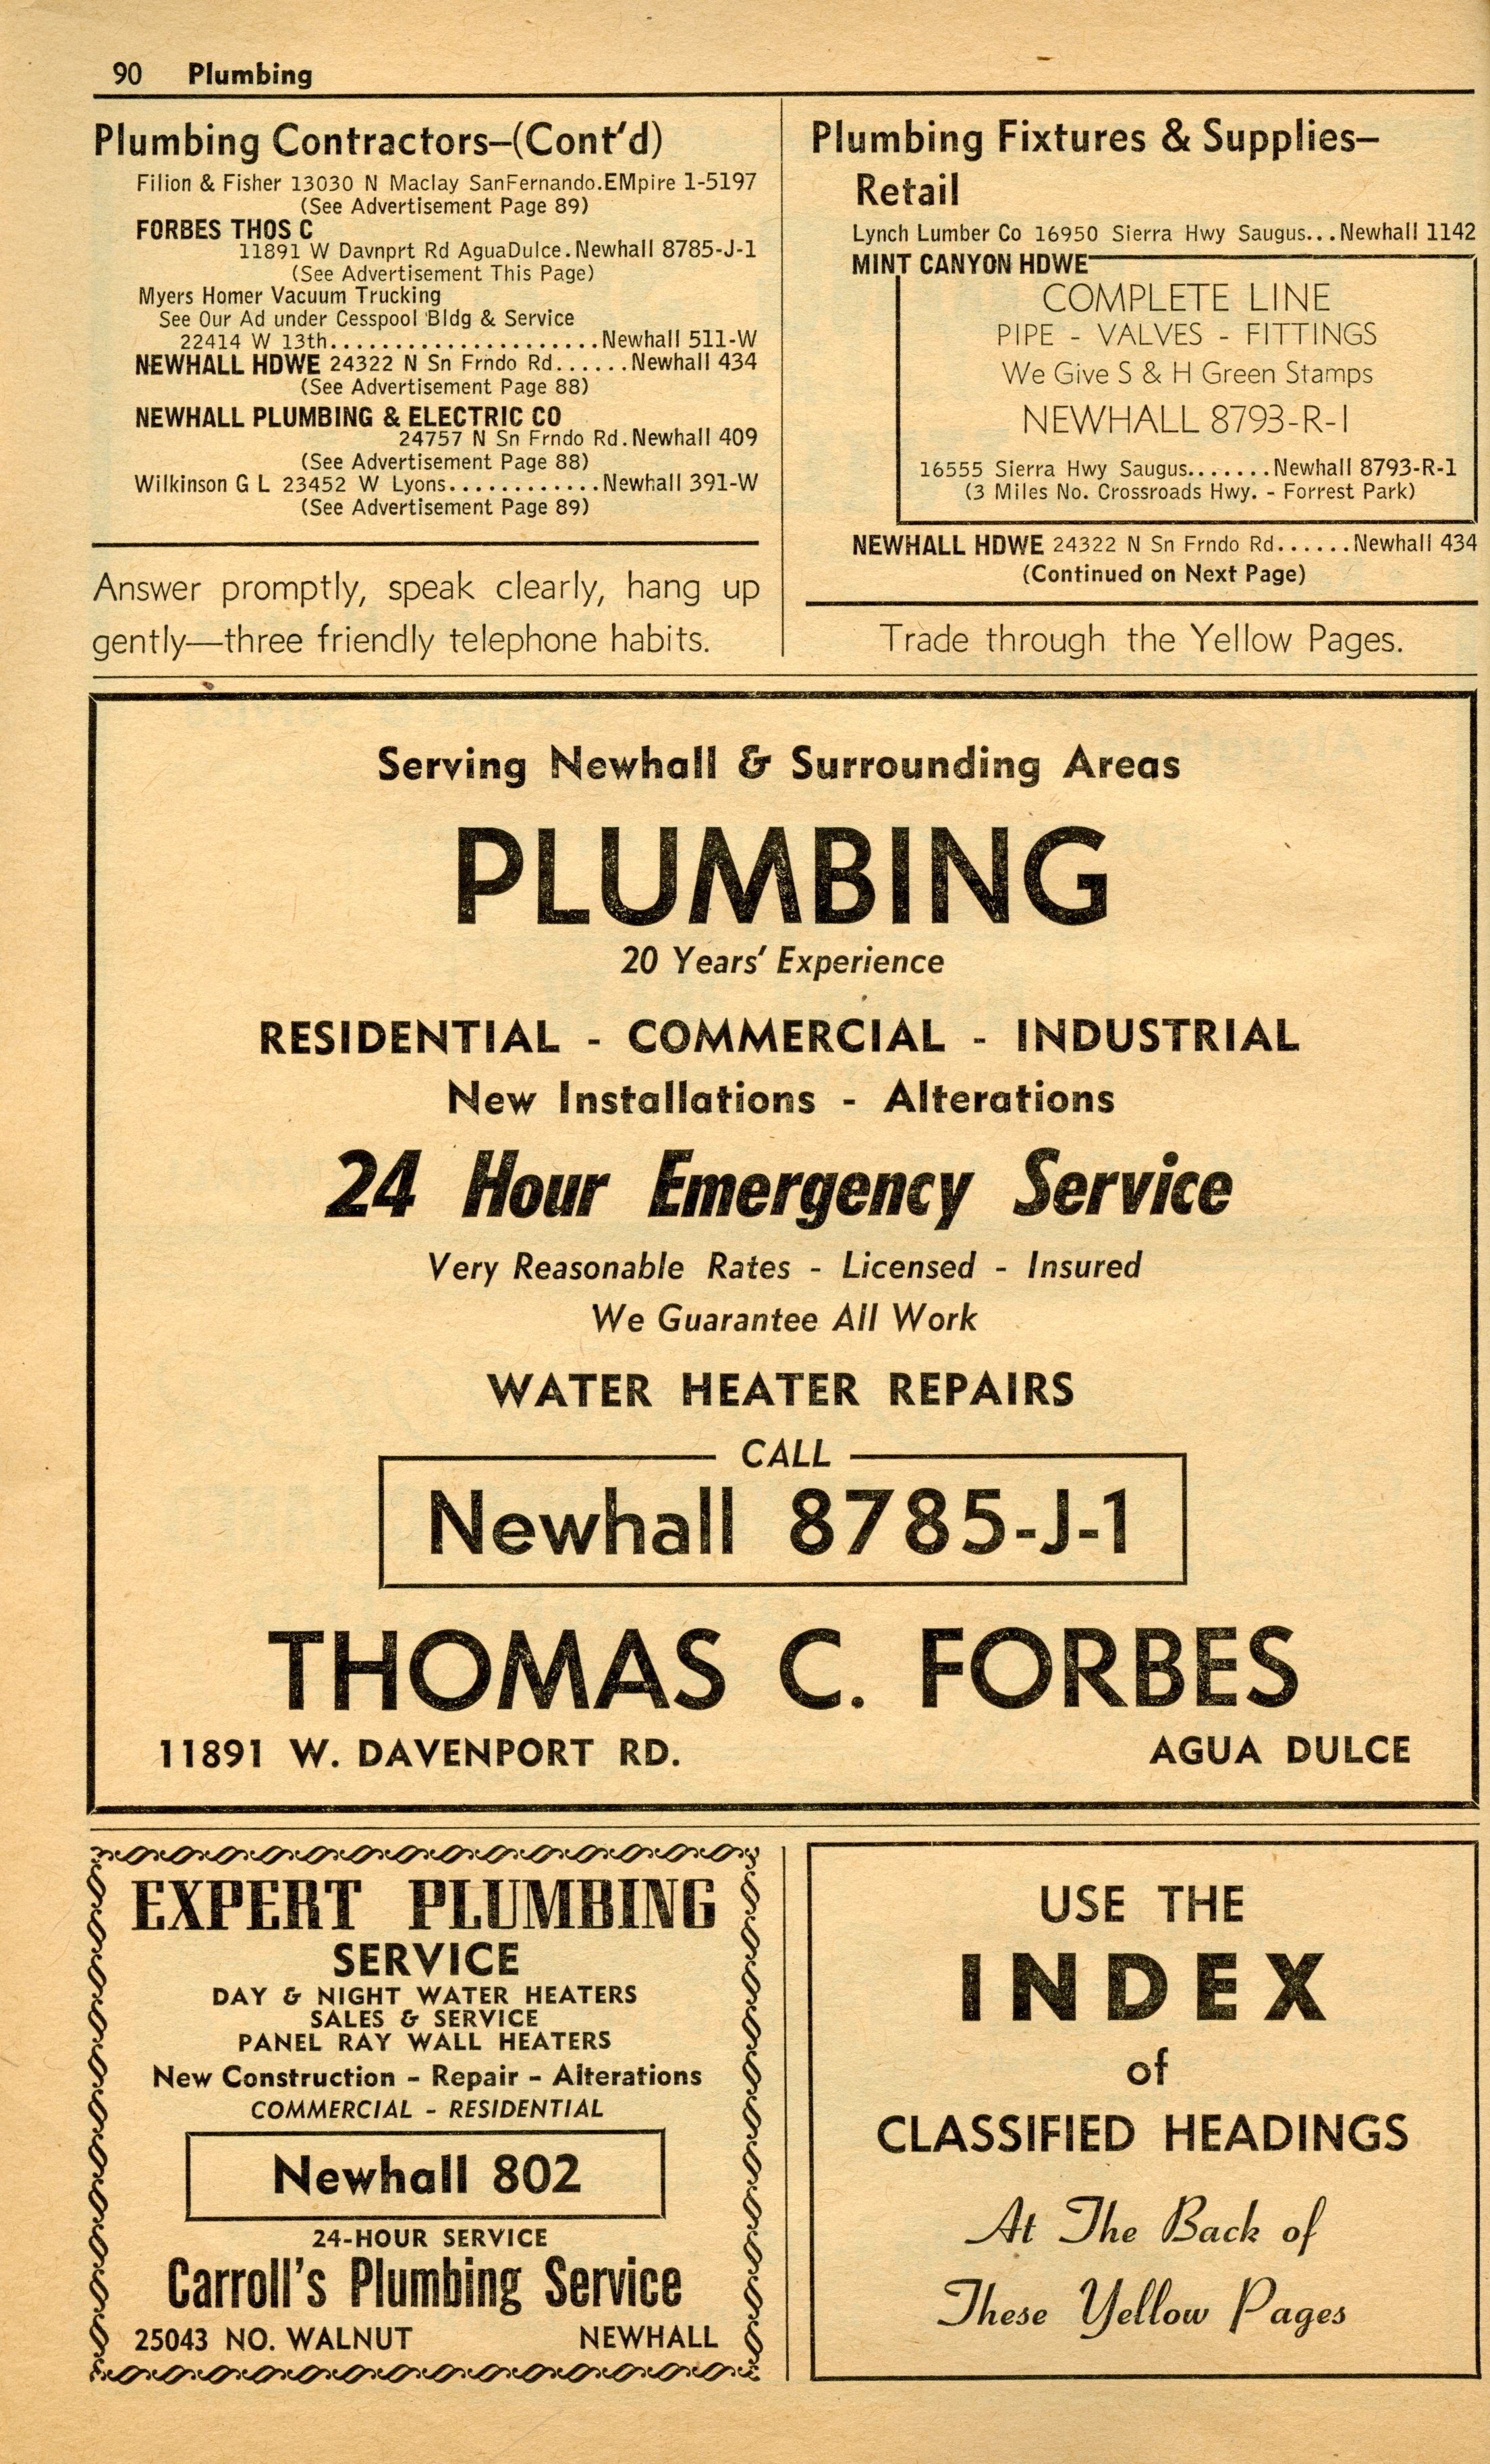 90 Plumbing
Plumbing Contractors–(Cont'd)
Filion & Fisher 13030 N Maclay SanFernando.EMpire 1-5197
(See Advertisement Page 89)
FORBES THOS C
11891 W Davnprt Rd AguaDulce.Newhall 8785-J-1
(See Advertisement This Page)
Myers Homer Vacuum Trucking
See Our Ad under Cesspool Bldg & Service
22414 W 13th.....................Newhall 511-W
NEWHALL HDWE 24322 N Sn Frndo Rd......Newhall 434
(See Advertisement Page 88)
NEWHALL PLUMBING & ELECTRIC CO
24757 N Sn Frndo Rd.Newhall 409
(See Advertisement Page 88)
Wilkinson G L 23452 W Lyons............Newhall 391-W
(See Advertisement Page 89)
Answer promptly, speak clearly, hang up
gently—three friendly telephone habits.
Plumbing Fixtures & Supplies–
Retail
Lynch Lumber Co 16950 Sierra Hwy Saugus...Newhall 1142
MINT CANYON HDWE
COMPLETE LINE
PIPE - VALVES - FITTINGS
We Give S & H Green Stamps
NEWHALL 8793-R-1
16555 Sierra Hwy Saugus.......Newhall 8793-R-1
(3 Miles No. Crossroads Hwy. - Forrest Park)
NEWHALL HDWE 24322 N Sn Frndo Rd......Newhall 434
(Continued on Next Page)
Trade through the Yellow Pages.
Serving Newhall & Surrounding Areas
PLUMBING
20 Years' Experience
RESIDENTIAL - COMMERCIAL - INDUSTRIAL
New Installations - Alterations
24 Hour Emergency Service
Very Reasonable Rates - Licensed - Insured
We Guarantee All Work
WATER HEATER REPAIRS
CALL
Newhall 8785-J-1
THOMAS C. FORBES
11891 W. DAVENPORT RD. AGUA DULCE
EXPERT PLUMBING
SERVICE
DAY & NIGHT WATER HEATERS
SALES & SERVICE
PANEL RAY WALL HEATERS
New Construction - Repair - Alterations
COMMERCIAL - RESIDENTIAL
Newhall 802
24-HOUR SERVICE
Carroll's Plumbing Service
25043 NO. WALNUT NEWHALL
USE THE
INDEX
of
CLASSIFIED HEADINGS
At The Back of
These Yellow Pages